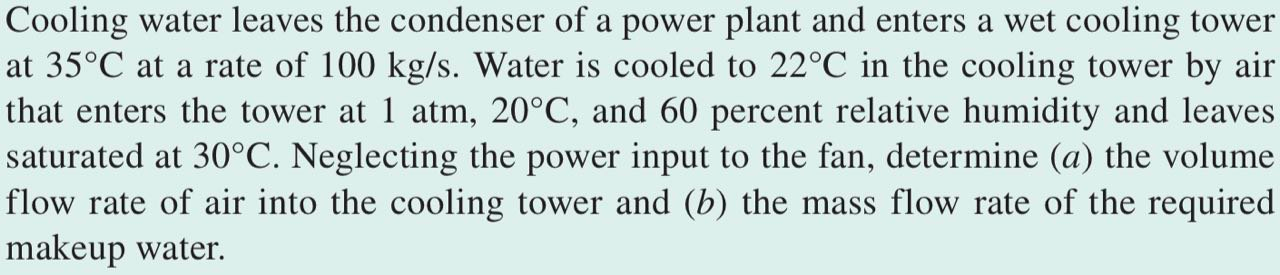 Cooling water leaves the condenser of a power plant and enters a wet cooling tower
at 35°C at a rate of 100 kg/s. Water is cooled to 22°C in the cooling tower by air
that enters the tower at 1 atm, 20°C, and 60 percent relative humidity and leaves
saturated at 30°C. Neglecting the power input to the fan, determine (a) the volume
flow rate of air into the cooling tower and (b) the mass flow rate of the required
makeup water.